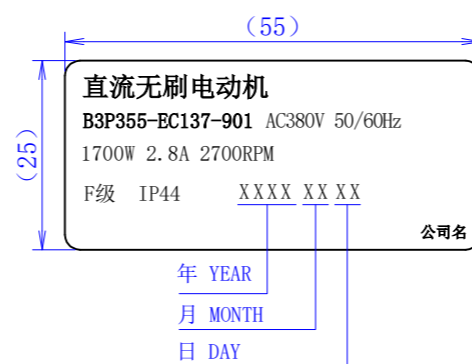 (55)
(25)
直流无刷电动机
B3P355-EC137-901 AC380V 50/60Hz
1700W 2.8A 2700RPM
F级 IP44 XXXX XX XX
公司名
年 YEAR
月 MONTH
日 DAY